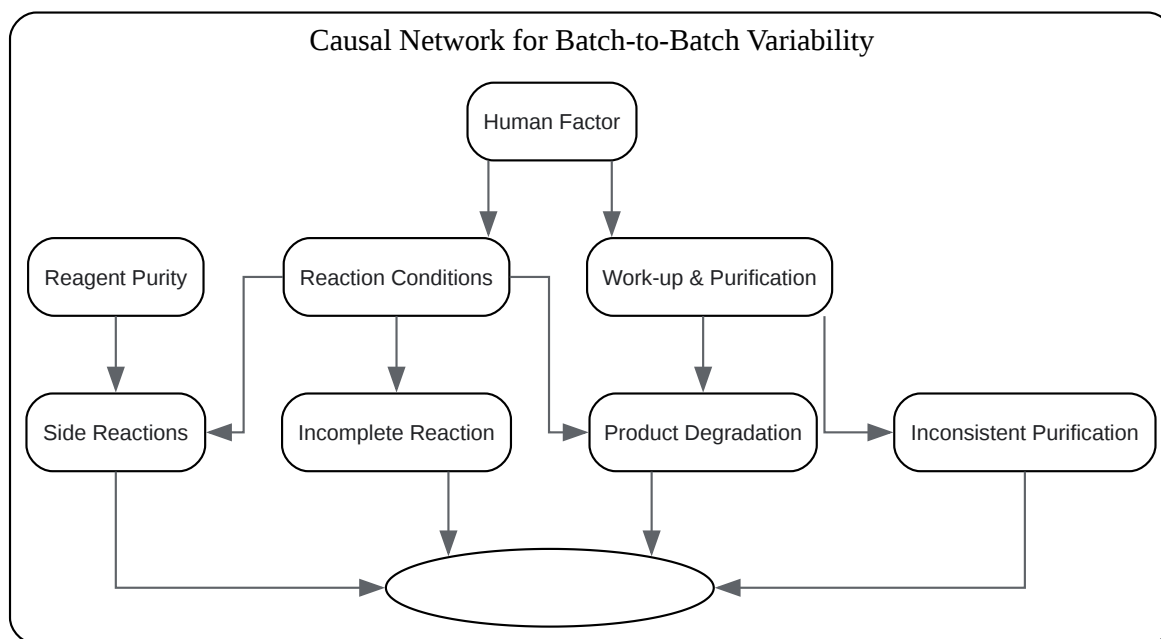 Causal Network for Batch-to-Batch Variability
Human Factor
Reagent Purity
Reaction Conditions
Work-up & Purification
Side Reactions
Incomplete Reaction
Product Degradation
Inconsistent Purification